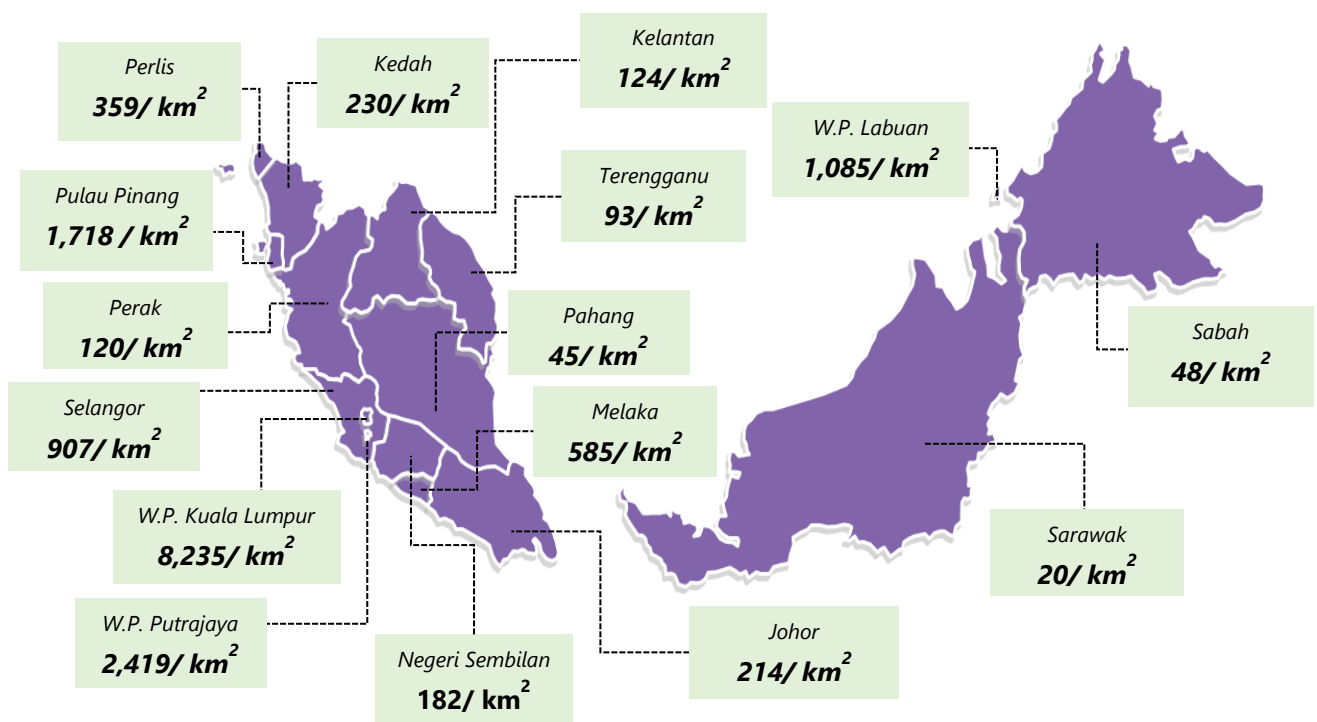 Perlis
359/ km²
Kedah
230/ km²
Kelantan
124/ km²
W.P. Labuan
1,085/ km²
Pulau Pinang
1,718 / km²
Terengganu
93/ km²
Perak
120/ km²
Pahang
45/ km²
Sabah
48/ km²
Selangor
907/ km²
Melaka
585/ km²
W.P. Kuala Lumpur
8,235/ km²
Sarawak
20/ km²
W.P. Putrajaya
2,419/ km²
Negeri Sembilan
182/ km²
Johor
214/ km²